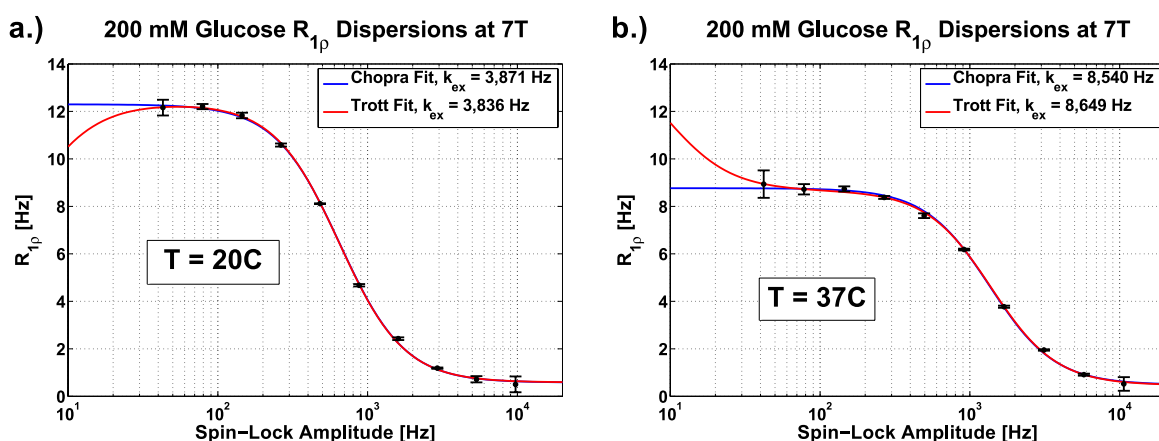 a.)
200 mM Glucose R1ρ Dispersions at 7T
14
12
10
8
6
4
2
0
R1ρ [Hz]
Chopra Fit, kex = 3,871 Hz
Trott Fit, kex = 3,836 Hz
T = 20C
10^1
10^2
10^3
10^4
Spin−Lock Amplitude [Hz]
b.)
200 mM Glucose R1ρ Dispersions at 7T
14
12
10
8
6
4
2
0
R1ρ [Hz]
Chopra Fit, kex = 8,540 Hz
Trott Fit, kex = 8,649 Hz
T = 37C
10^1
10^2
10^3
10^4
Spin−Lock Amplitude [Hz]